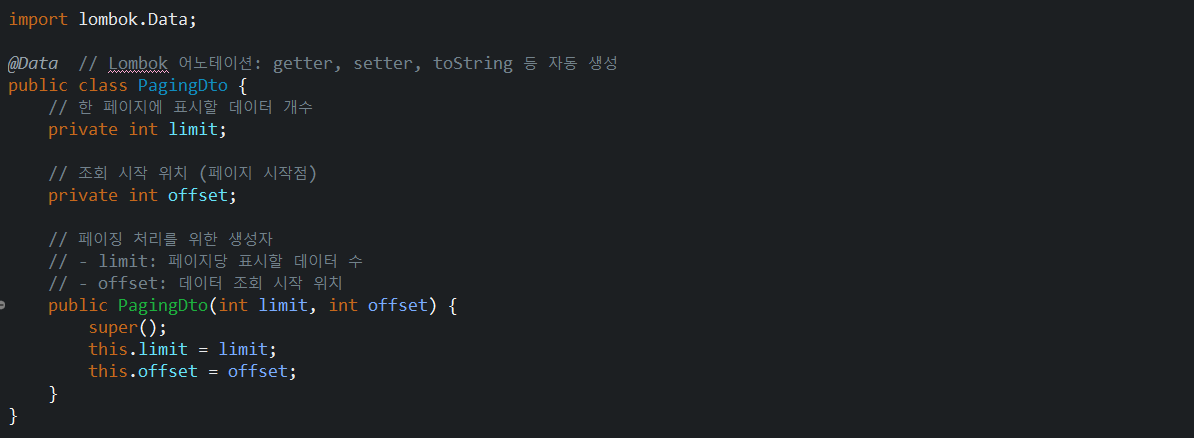 import lombok.Data;
@Data  // Lombok 어노테이션: getter, setter, toString 등 자동 생성
public class PagingDto {
    // 한 페이지에 표시할 데이터 개수
    private int limit;
    // 조회 시작 위치 (페이지 시작점)
    private int offset;
    // 페이징 처리를 위한 생성자
    // - limit: 페이지당 표시할 데이터 수
    // - offset: 데이터 조회 시작 위치
    public PagingDto(int limit, int offset) {
        super();
        this.limit = limit;
        this.offset = offset;
    }
}